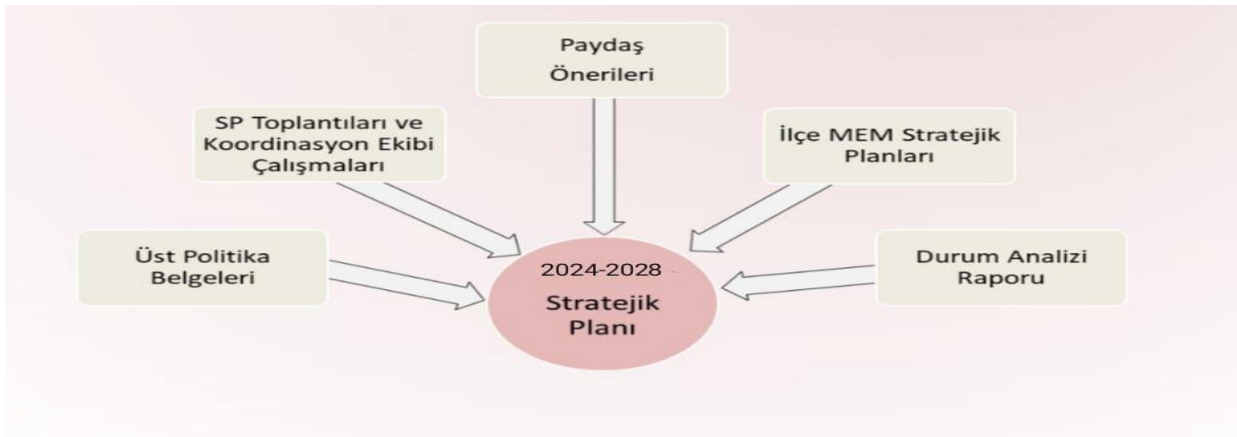 Paydaş
Önerileri
SP Toplantıları ve
Koordinasyon Ekibi
Çalışmaları
İlçe MEM Stratejik
Planları
Üst Politika
Belgeleri
Durum Analizi
Raporu
2024-2028
Stratejik
Planı